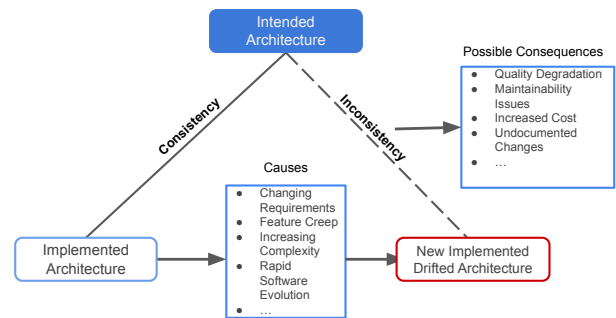 Intended
Architecture
Possible Consequences
● Quality Degradation
● Maintainability
Issues
● Increased Cost
● Undocumented
Changes
● ...
Consistency
Inconsistency
Causes
● Changing
Requirements
● Feature Creep
● Increasing
Complexity
● Rapid
Software
Evolution
● ...
Implemented
Architecture
New Implemented
Drifted Architecture